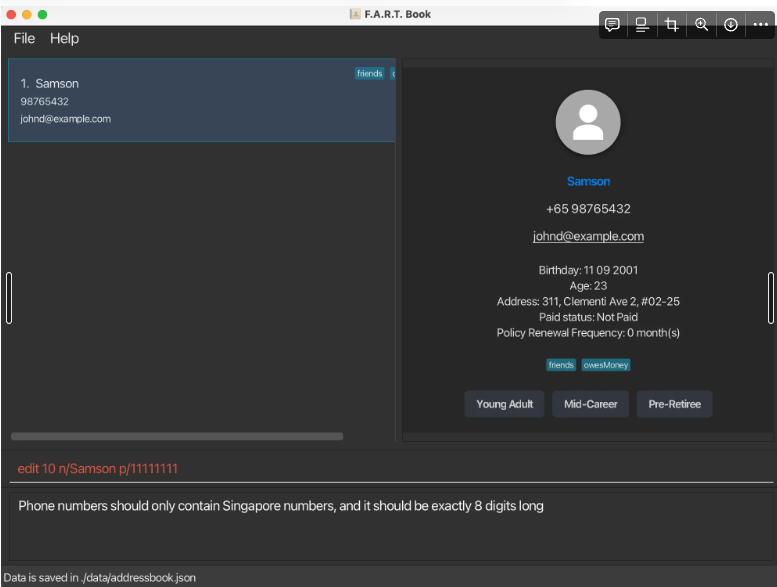 F.A.R.T. Book
File Help
1. Samson
friends
98765432
johnd@example.com
Samson
+65 98765432
johnd@example.com
Birthday: 11 09 2001
Age: 23
Address: 311, Clementi Ave 2, #02-25
Paid status: Not Paid
Policy Renewal Frequency: 0 month(s)
friends owesMoney
Young Adult Mid-Career Pre-Retiree
edit 10 n/Samson p/11111111
Phone numbers should only contain Singapore numbers, and it should be exactly 8 digits long
Data is saved in ./data/addressbook.json